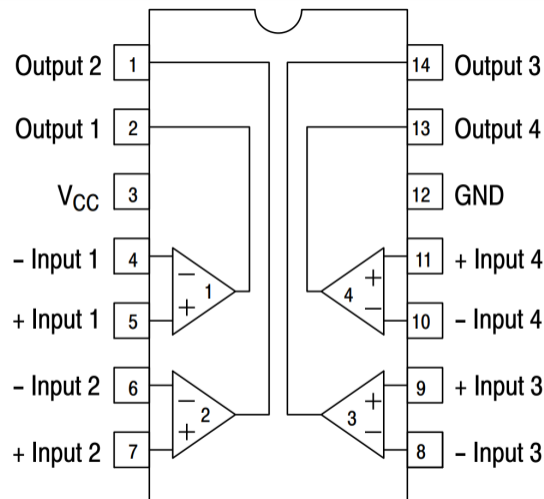 Output 2 1 14 Output 3
Output 1 2 13 Output 4
VCC 3 12 GND
– Input 1 4 – 1 + 11 + Input 4
+ Input 1 5 + 4 – 10 – Input 4
– Input 2 6 – 2 + 9 + Input 3
+ Input 2 7 + 3 – 8 – Input 3